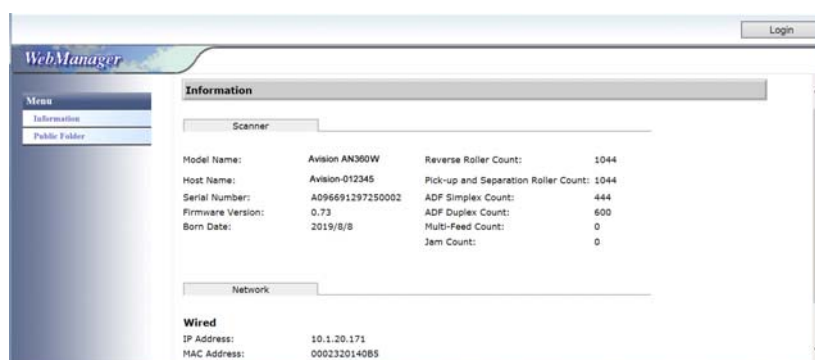 Login
WebManager
Menu
Information
Public Folder
Information
Scanner
Model Name: Avision AN360W Reverse Roller Count: 1044
Host Name: Avision-012345 Pick-up and Separation Roller Count: 1044
Serial Number: A096691297250002 ADF Simplex Count: 444
Firmware Version: 0.73 ADF Duplex Count: 600
Born Date: 2019/8/8 Multi-Feed Count: 0
Jam Count: 0
Network
Wired
IP Address: 10.1.20.171
MAC Address: 0002320140B5